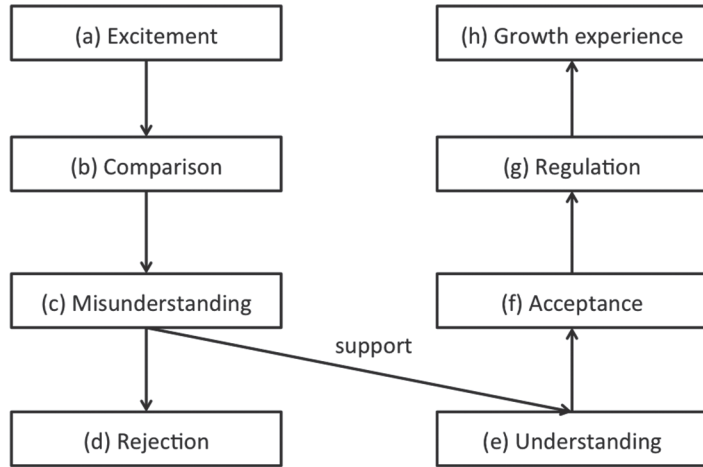 (a) Excitement
(b) Comparison
(c) Misunderstanding
(d) Rejection
support
(e) Understanding
(f) Acceptance
(g) Regulation
(h) Growth experience